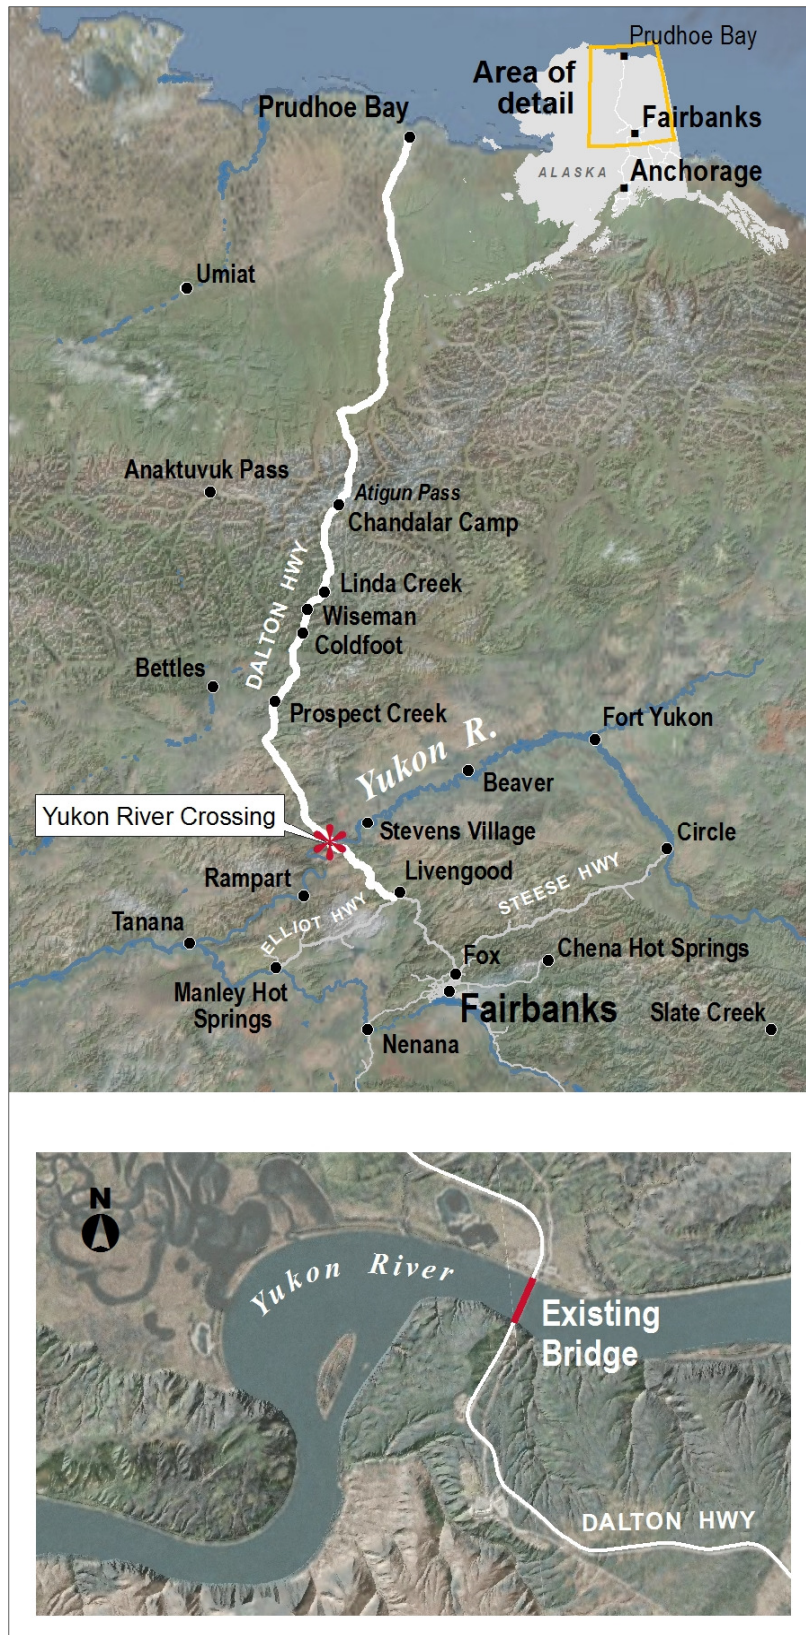 Prudhoe Bay
Area of
detail
Prudhoe Bay
Fairbanks
ALASKA
Anchorage
Umiat
Anaktuvuk Pass
Atigun Pass
Chandalar Camp
DALTON HWY
Linda Creek
Wiseman
Coldfoot
Bettles
Prospect Creek
Yukon R.
Fort Yukon
Beaver
Yukon River Crossing
Stevens Village
Circle
Livengood
STEESE HWY
Rampart
ELLIOT HWY
Tanana
Fox
Chena Hot Springs
Manley Hot
Springs
Fairbanks
Slate Creek
Nenana
N
Yukon River
Existing
Bridge
DALTON HWY